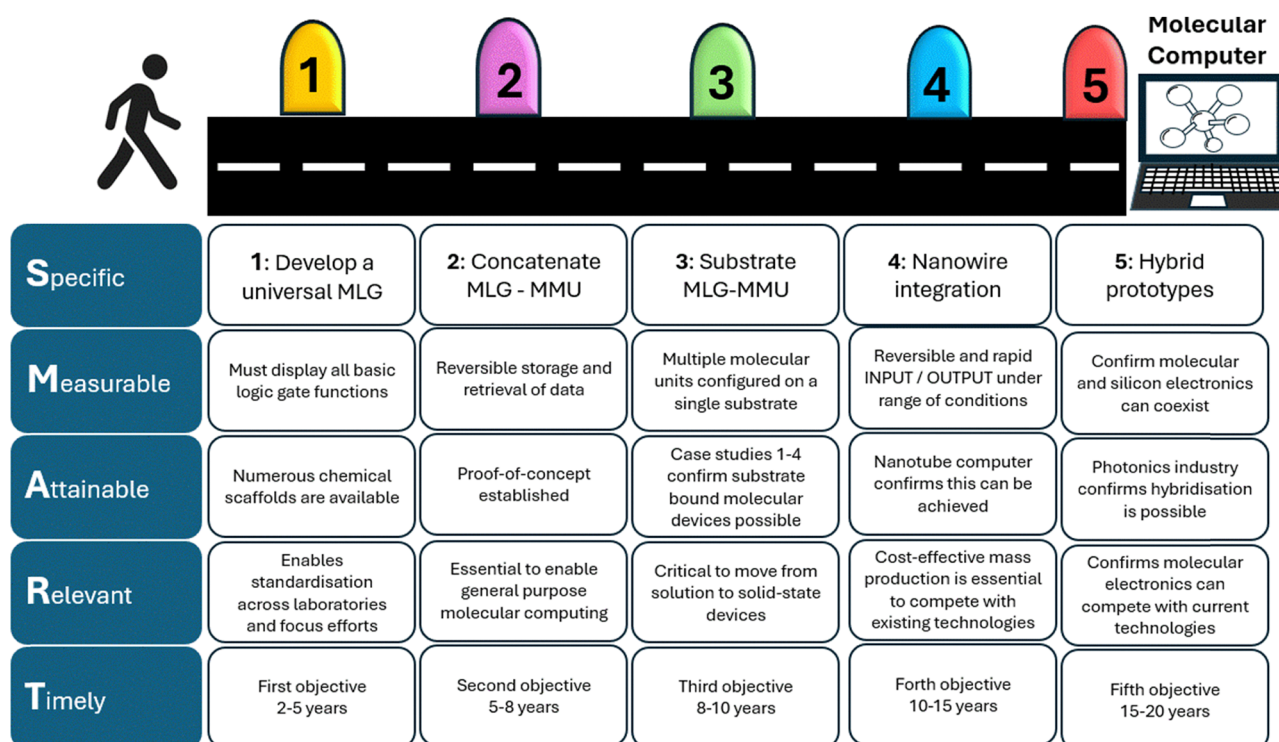 1
2
3
4
5
Molecular
Computer
Specific
1: Develop a
universal MLG
2: Concatenate
MLG - MMU
3: Substrate
MLG-MMU
4: Nanowire
integration
5: Hybrid
prototypes
Measurable
Must display all basic
logic gate functions
Reversible storage and
retrieval of data
Multiple molecular
units configured on a
single substrate
Reversible and rapid
INPUT / OUTPUT under
range of conditions
Confirm molecular
and silicon electronics
can coexist
Attainable
Numerous chemical
scaffolds are available
Proof-of-concept
established
Case studies 1-4
confirm substrate
bound molecular
devices possible
Nanotube computer
confirms this can be
achieved
Photonics industry
confirms hybridisation
is possible
Relevant
Enables
standardisation
across laboratories
and focus efforts
Essential to enable
general purpose
molecular computing
Critical to move from
solution to solid-state
devices
Cost-effective mass
production is essential
to compete with
existing technologies
Confirms molecular
electronics can
compete with current
technologies
Timely
First objective
2-5 years
Second objective
5-8 years
Third objective
8-10 years
Forth objective
10-15 years
Fifth objective
15-20 years